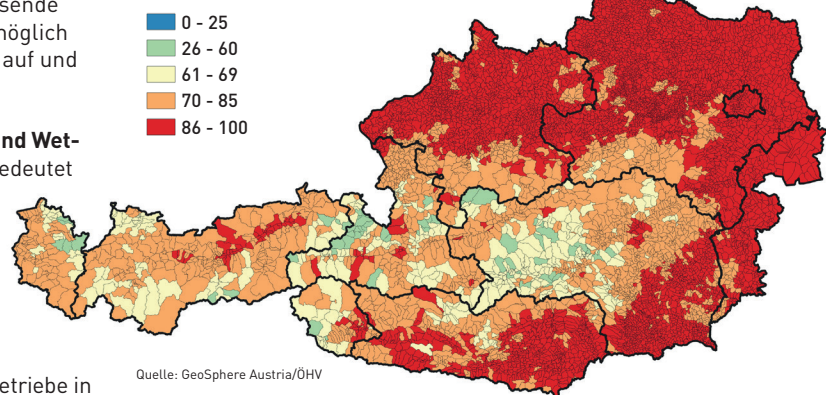 sende
nöglich
auf und
nd Wet-
edeutet
etriebe in
0 - 25
26 - 60
61 - 69
70 - 85
86 - 100
Quelle: GeoSphere Austria/ÖHV